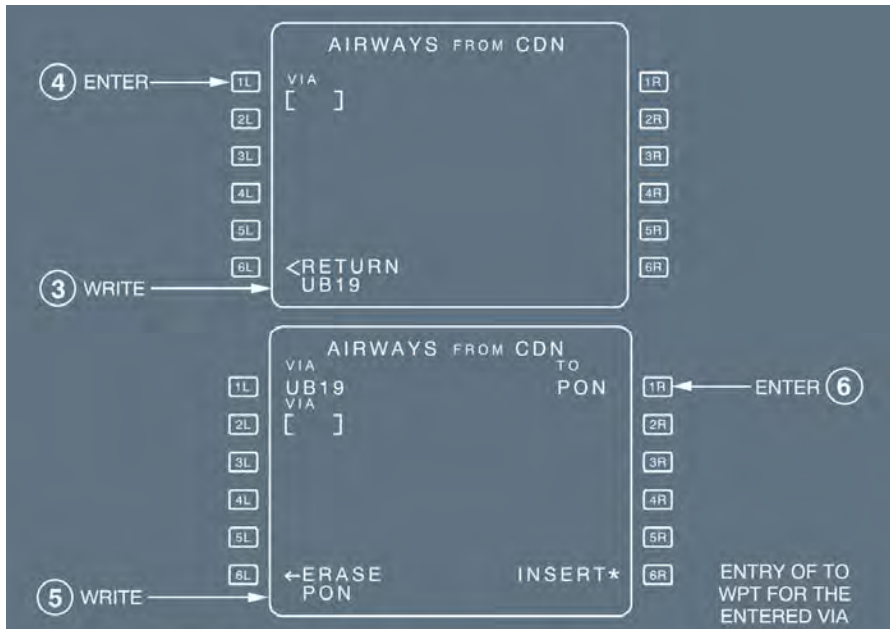 AIRWAYS FROM CDN
4 ENTER
1L
VIA
[ ]
1R
2L
2R
3L
3R
4L
4R
5L
5R
6L
<RETURN
6R
3 WRITE
UB19
AIRWAYS FROM CDN
VIA
TO
1L
UB19
PON
1R
ENTER 6
VIA
2L
[ ]
2R
3L
3R
4L
4R
5L
5R
6L
←ERASE
INSERT*
6R
5 WRITE
PON
ENTRY OF TO
WPT FOR THE
ENTERED VIA